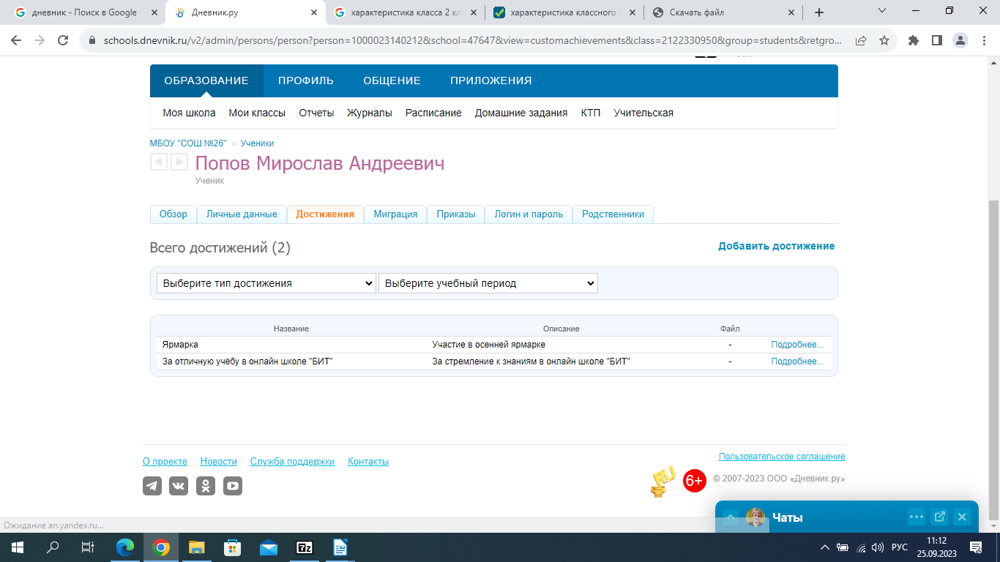 дневник - Поиск в Google
Дневник.ру
характеристика класса 2 кл
характеристика классного
Скачать файл
schools.dnevnik.ru/v2/admin/persons/person?person=1000023140212&school=47647&view=customachievements&class=2122330950&group=students&retgro...
ОБРАЗОВАНИЕ ПРОФИЛЬ ОБЩЕНИЕ ПРИЛОЖЕНИЯ
Моя школа Мои классы Отчеты Журналы Расписание Домашние задания КТП Учительская
МБОУ "СОШ №26" > Ученики
Попов Мирослав Андреевич
Ученик
Обзор Личные данные Достижения Миграция Приказы Логин и пароль Родственники
Всего достижений (2) Добавить достижение
Выберите тип достижения Выберите учебный период
Название Описание Файл
Ярмарка Участие в осенней ярмарке - Подробнее...
За отличную учёбу в онлайн школе "БИТ" За стремление к знаниям в онлайн школе "БИТ" - Подробнее...
О проекте Новости Служба поддержки Контакты
Пользовательское соглашение
RU 6+ © 2007-2023 ООО «Дневник.ру»
Чаты
Ожидание an.yandex.ru...
7z
РУС
11:12
25.09.2023